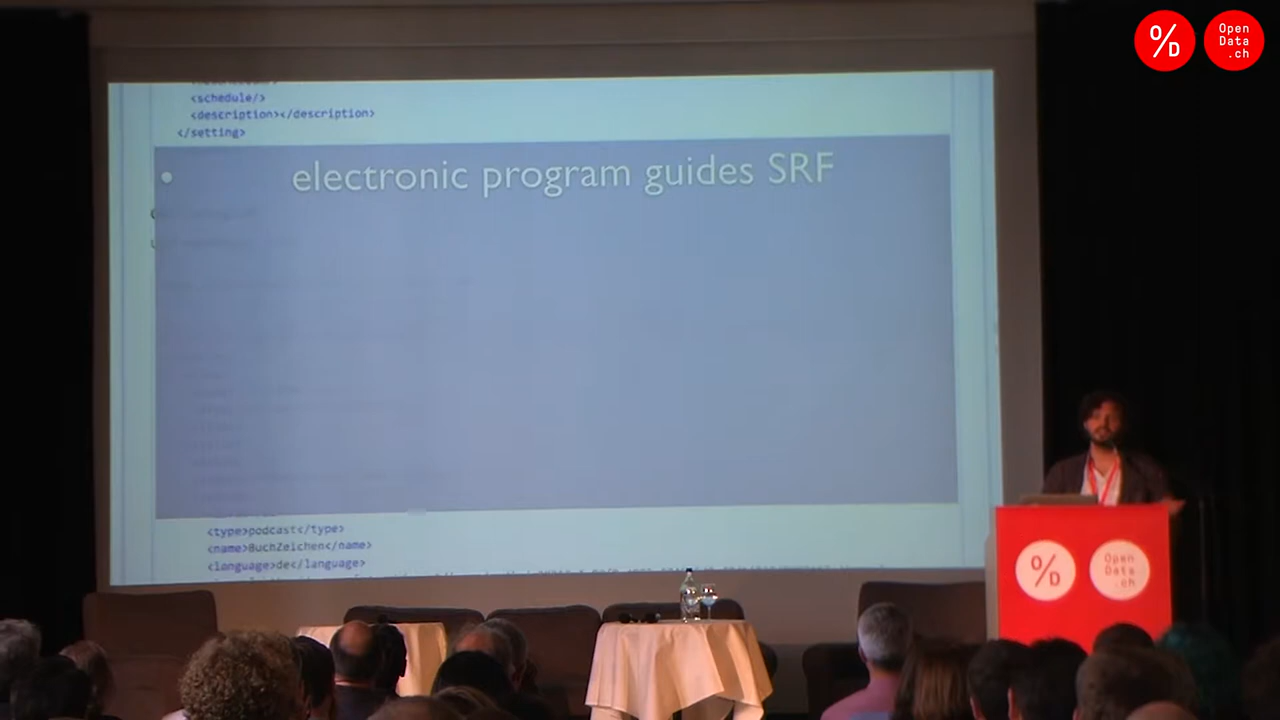 %D
Open
Data
.ch
<schedule/>
<description></description>
</setting>
• electronic program guides SRF
<type>podcast</type>
<name>BuchZeichen</name>
<language>de</language>
%D
Open
Data
.ch